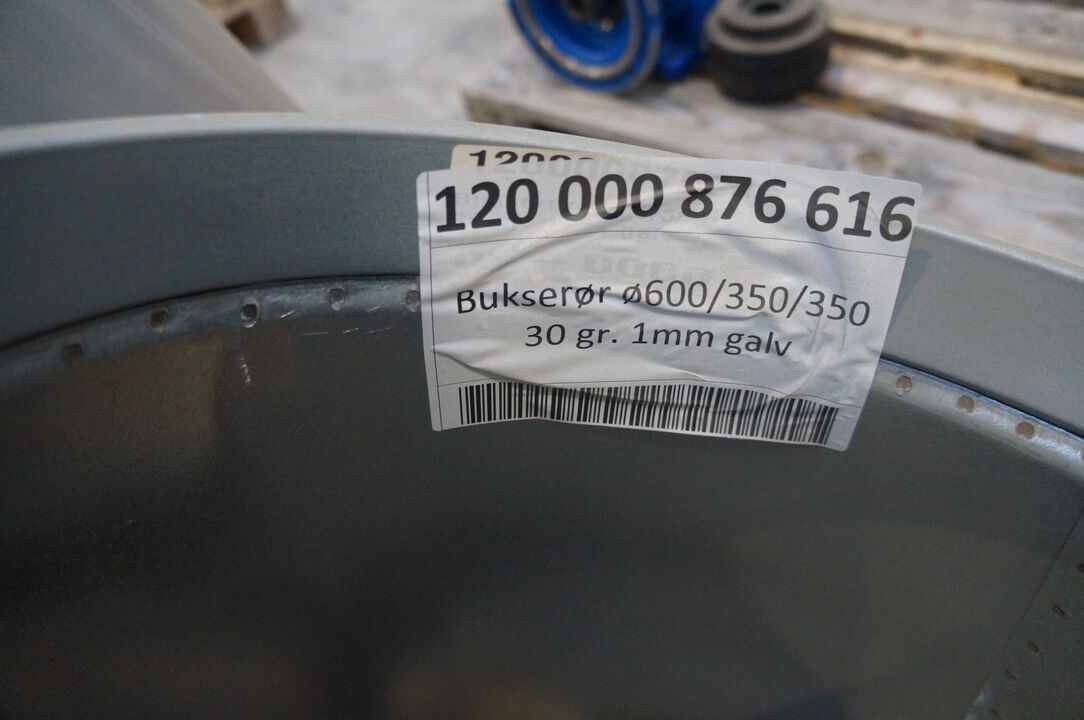 120 000 876 616
Bukserør ø600/350/350
30 gr. 1mm galv